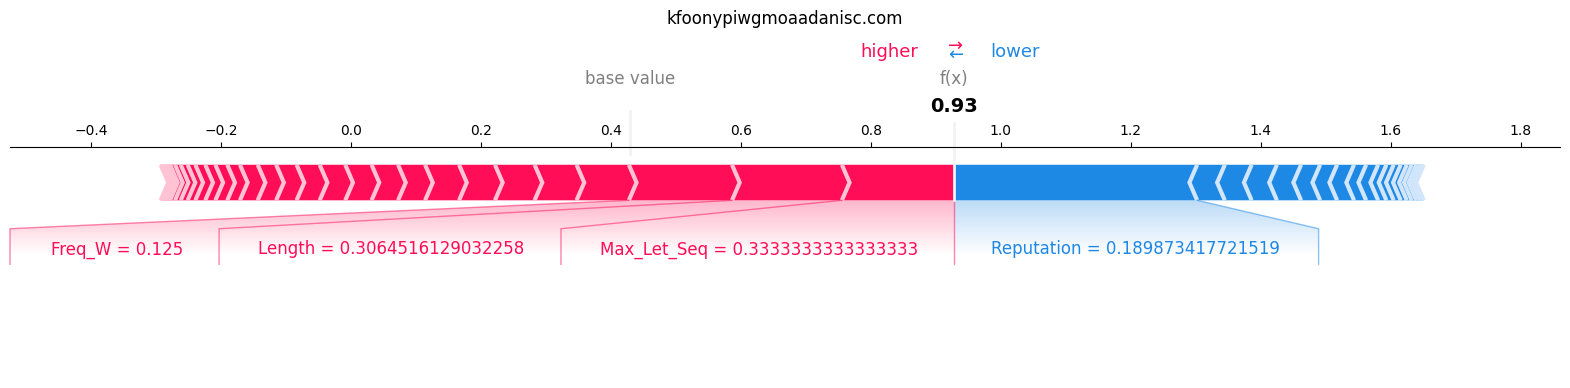 kfoonypiwgmoaadanisc.com
higher ⇄ lower
base value f(x)
0.93
−0.4 −0.2 0.0 0.2 0.4 0.6 0.8 1.0 1.2 1.4 1.6 1.8
Freq_W = 0.125 Length = 0.3064516129032258 Max_Let_Seq = 0.3333333333333333 Reputation = 0.189873417721519